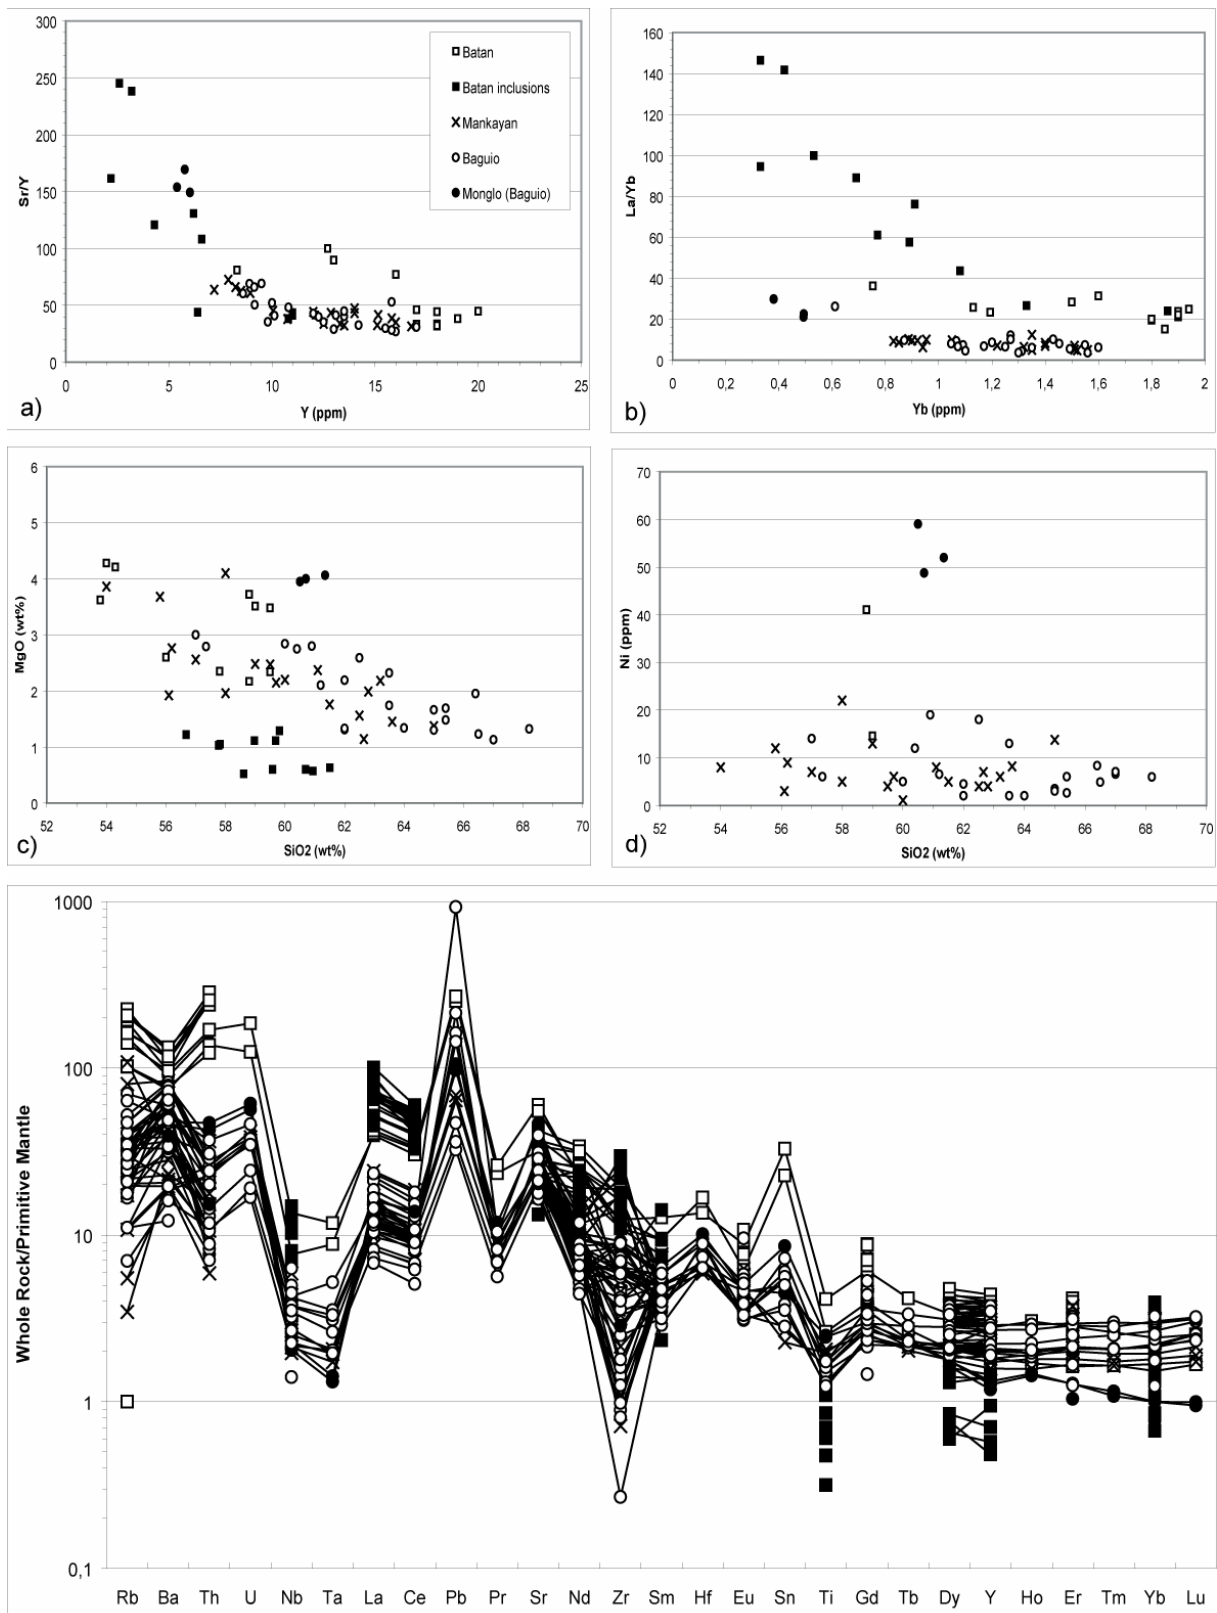 300
250
200
150
100
50
0
Sr/Y
0 5 10 15 20 25
Y (ppm)
a)
Batan
Batan inclusions
Mankayan
Baguio
Monglo (Baguio)
160
140
120
100
80
60
40
20
0
La/Yb
0 0,2 0,4 0,6 0,8 1 1,2 1,4 1,6 1,8 2
Yb (ppm)
b)
6
5
4
3
2
1
0
MgO (wt%)
52 54 56 58 60 62 64 66 68 70
SiO2 (wt%)
c)
70
60
50
40
30
20
10
0
Ni (ppm)
52 54 56 58 60 62 64 66 68 70
SiO2 (wt%)
d)
1000
100
10
1
0,1
Whole Rock/Primitive Mantle
Rb Ba Th U Nb Ta La Ce Pb Pr Sr Nd Zr Sm Hf Eu Sn Ti Gd Tb Dy Y Ho Er Tm Yb Lu